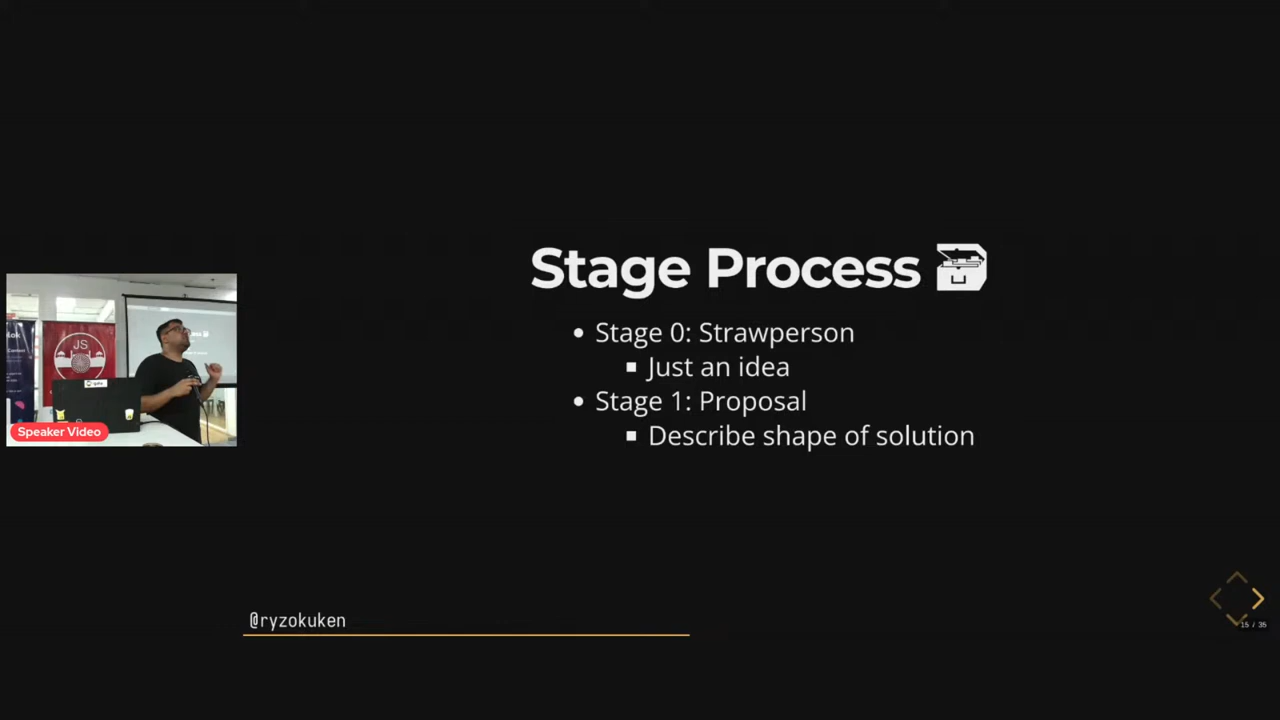 Stage Process
Stage 0: Strawperson
Just an idea
Stage 1: Proposal
Describe shape of solution
JS
Speaker Video
@ryzokuken
15 / 35